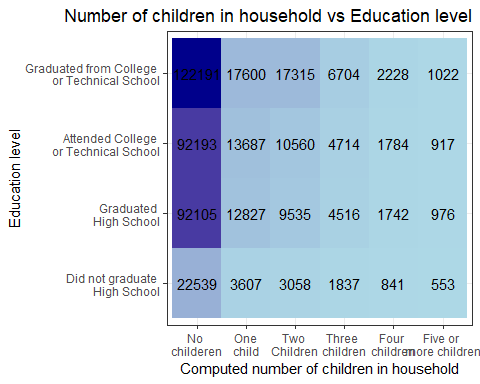 Number of children in household vs Education level
Education level
Graduated from College
or Technical School
122191 17600 17315 6704 2228 1022
Attended College
or Technical School
92193 13687 10560 4714 1784 917
Graduated
High School
92105 12827 9535 4516 1742 976
Did not graduate
High School
22539 3607 3058 1837 841 553
No One Two Three Four Five or
childeren child Children children children more children
Computed number of children in household